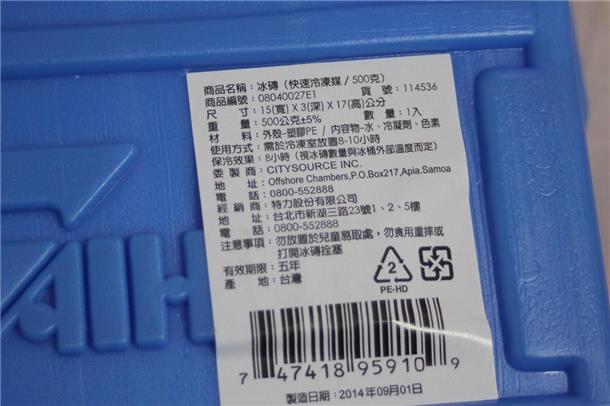 商品名稱：冰磚（快速冷凍媒/500克）
商品編號：08040027E1 貨號：114536
尺寸：15(寬)X3(深)X17(高)公分
重量：500公克±5% 數量：1入
材料：外殼-塑膠PE / 內容物-水、冷凝劑、色素
使用方式：需於冷凍室放置8-10小時
保冷效果：8小時（視冰磚數量與冰桶外部溫度而定）
委製商：CITYSOURCE INC.
地址：Offshore Chambers,P.O.Box217,Apia.Samoa
電話：0800-552888
經銷商：特力股份有限公司
地址：台北市新湖三路23號1、2、5樓
電話：0800-552888
注意事項：勿放置於兒童易取處，勿食用重摔或
打開冰磚拴塞
有效期限：五年
產地：台灣
2
PE-HD
7 47418 95910 9
製造日期：2014年09月01日